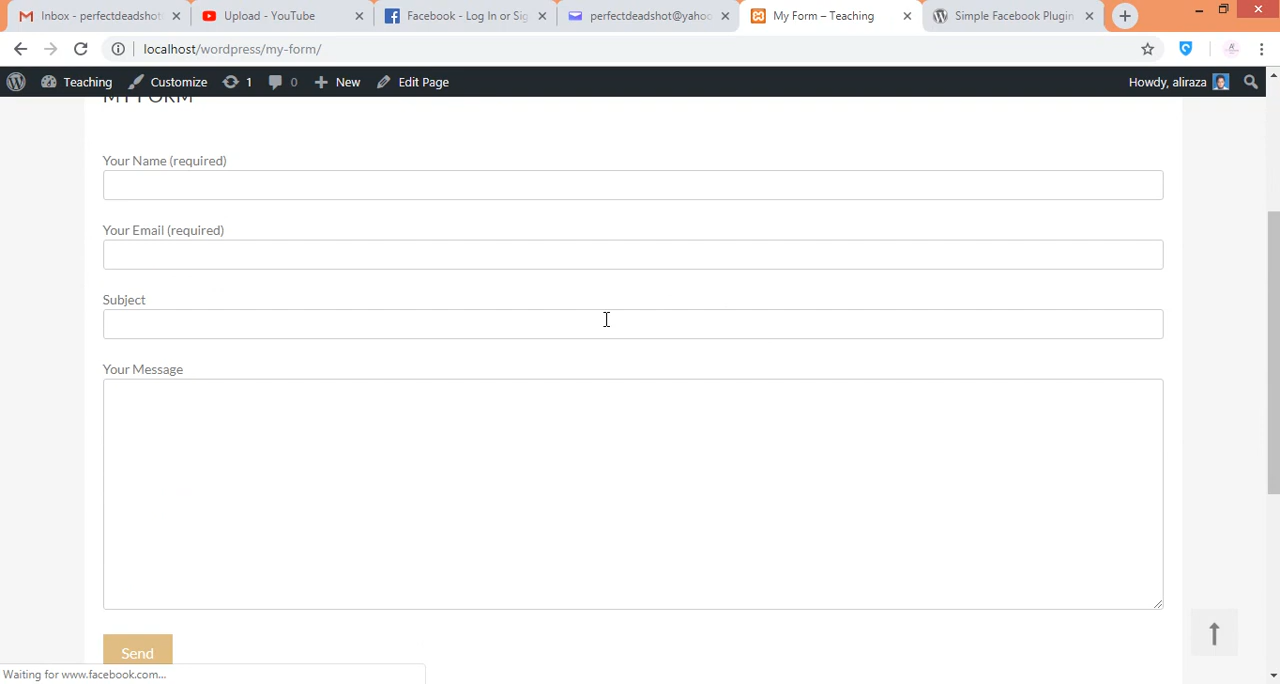 Inbox - perfectdeadshot
Upload - YouTube
Facebook - Log In or Sig
perfectdeadshot@yahoo
My Form – Teaching
Simple Facebook Plugin
localhost/wordpress/my-form/
Teaching
Customize
1
0
New
Edit Page
Howdy, aliraza
MY FORM
Your Name (required)
Your Email (required)
Subject
Your Message
Send
Waiting for www.facebook.com...